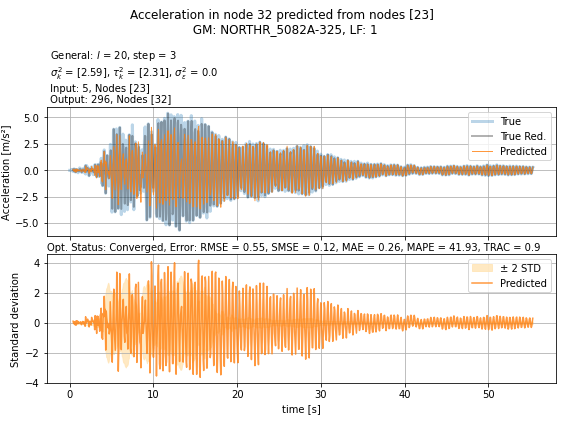 Acceleration in node 32 predicted from nodes [23]
GM: NORTHR_5082A-325, LF: 1
General: l = 20, step = 3
σ²ₖ = [2.59], τ²ₖ = [2.31], σ²ε = 0.0
Input: 5, Nodes [23]
Output: 296, Nodes [32]
Acceleration [m/s²]
5.0
2.5
0.0
−2.5
−5.0
True
True Red.
Predicted
Opt. Status: Converged, Error: RMSE = 0.55, SMSE = 0.12, MAE = 0.26, MAPE = 41.93, TRAC = 0.9
Standard deviation
4
2
0
−2
−4
± 2 STD
Predicted
0 10 20 30 40 50
time [s]